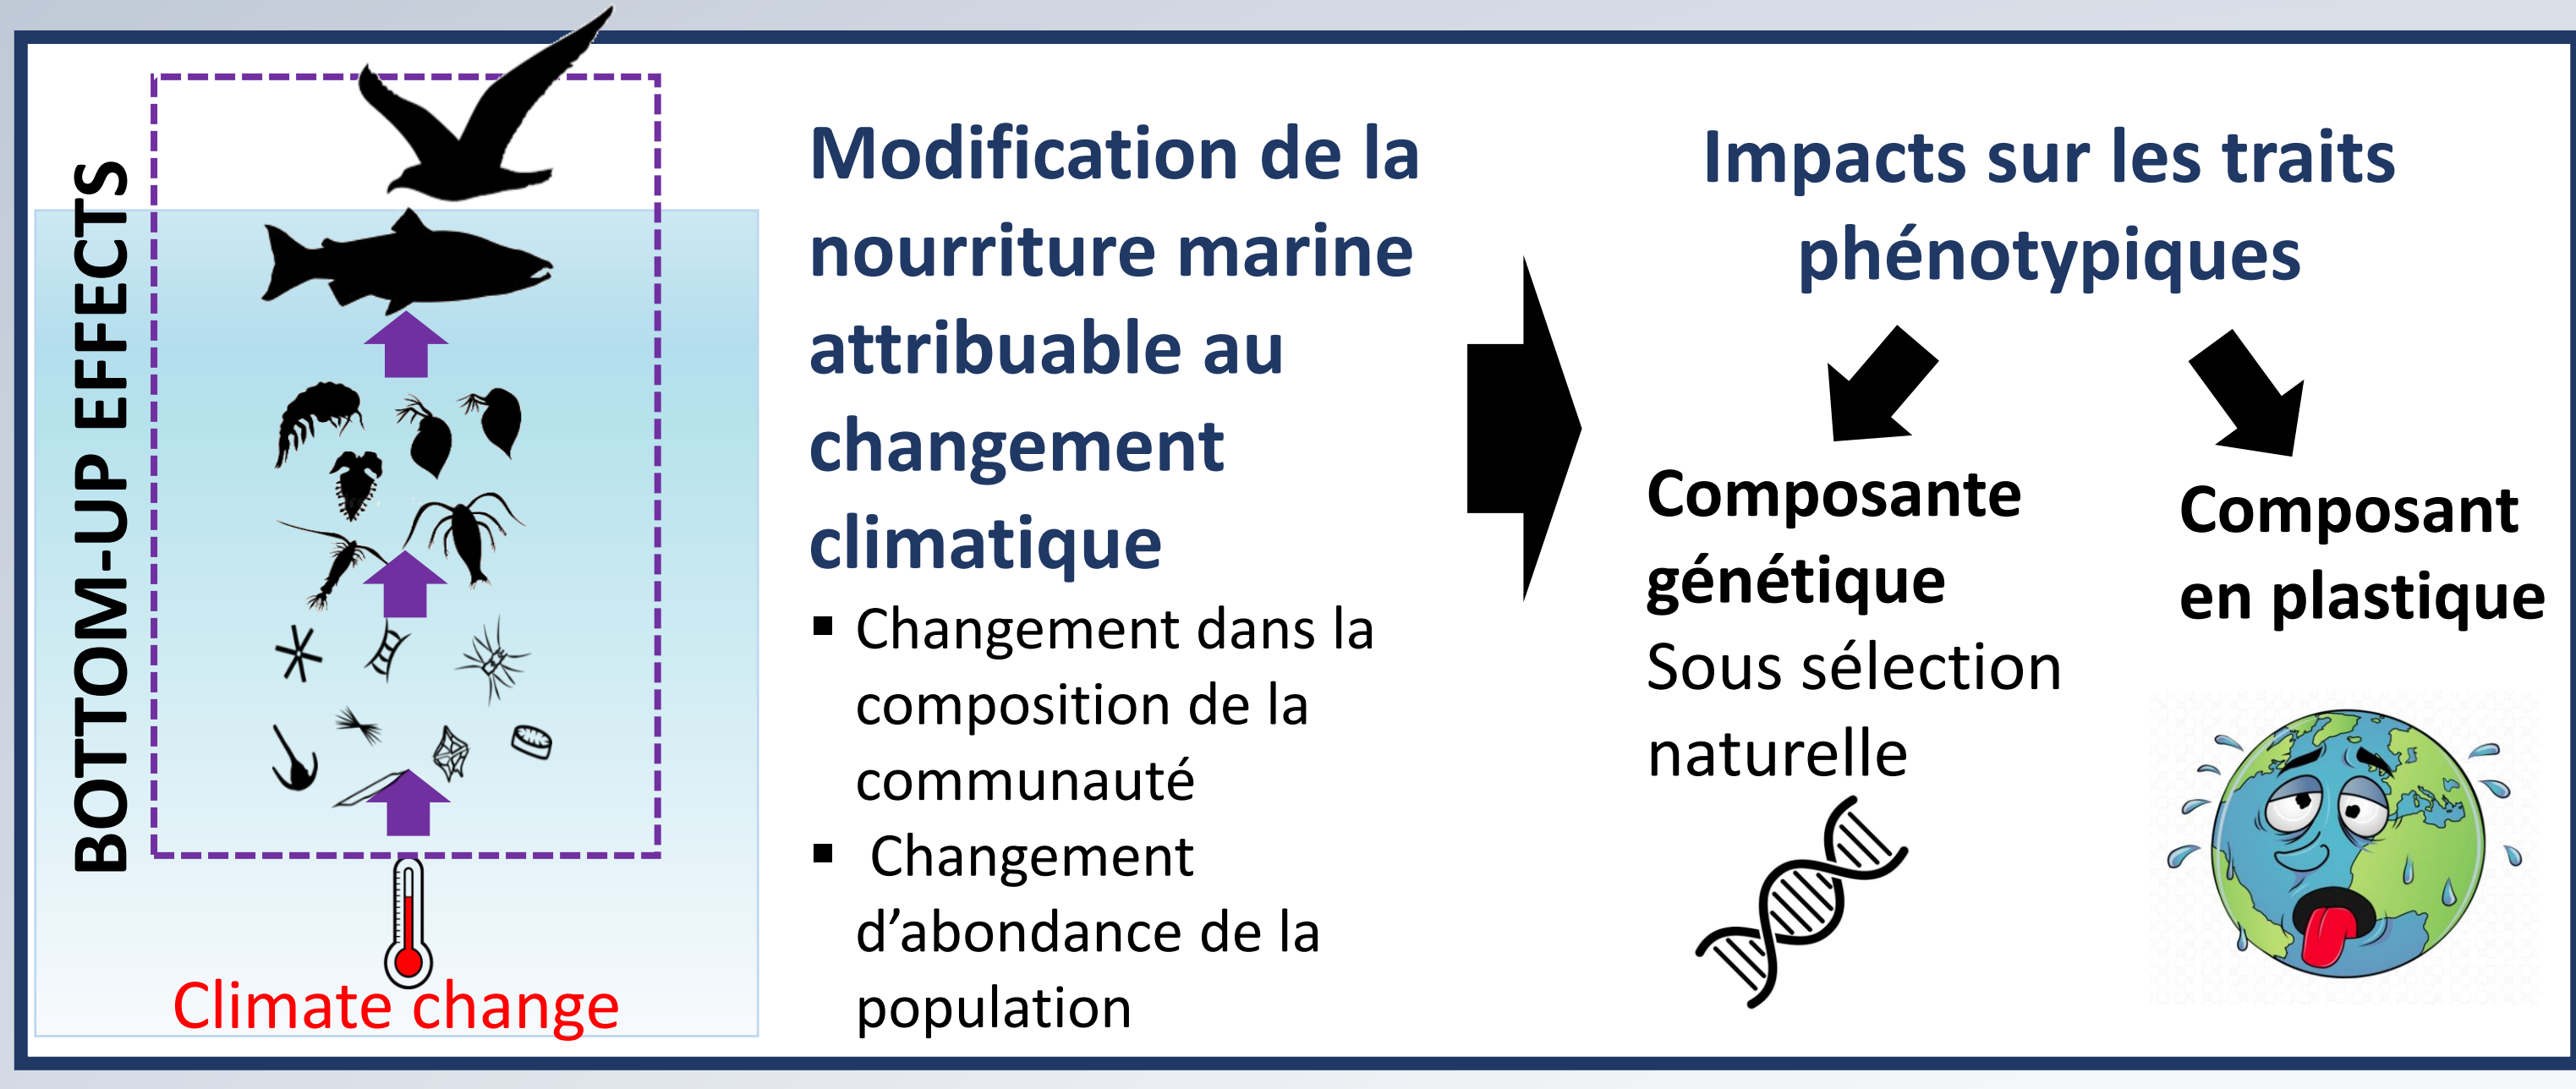 BOTTOM-UP EFFECTS
Climate change
Modification de la
nourriture marine
attribuable au
changement
climatique
▪ Changement dans la
composition de la
communauté
▪ Changement
d’abondance de la
population
Impacts sur les traits
phénotypiques
Composante
génétique
Sous sélection
naturelle
Composant
en plastique